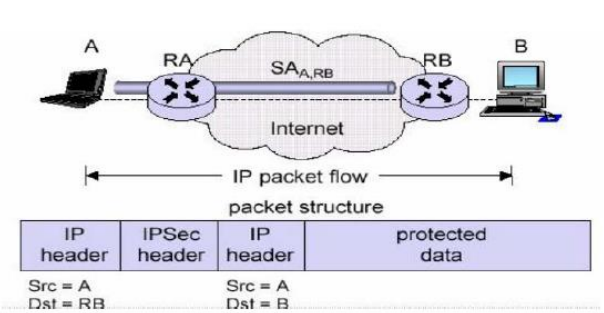 A
B
RA
RB
SA A,RB
Internet
IP packet flow
packet structure
IP header
IPSec header
IP header
protected data
Src = A
Dst = RB
Src = A
Dst = B